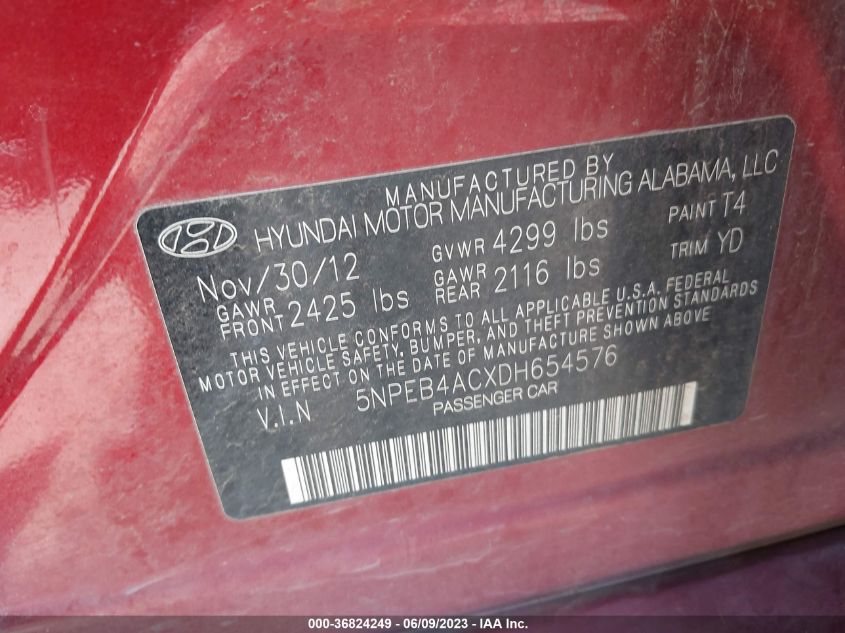 MANUFACTURED BY
HYUNDAI MOTOR MANUFACTURING ALABAMA, LLC
Nov/30/12 GVWR 4299 lbs PAINT T4
GAWR FRONT 2425 lbs GAWR REAR 2116 lbs TRIM YD
THIS VEHICLE CONFORMS TO ALL APPLICABLE U.S.A. FEDERAL
MOTOR VEHICLE SAFETY, BUMPER, AND THEFT PREVENTION STANDARDS
IN EFFECT ON THE DATE OF MANUFACTURE SHOWN ABOVE
V.I.N 5NPEB4ACXDH654576
PASSENGER CAR
000-36824249 - 06/09/2023 - IAA, Inc.